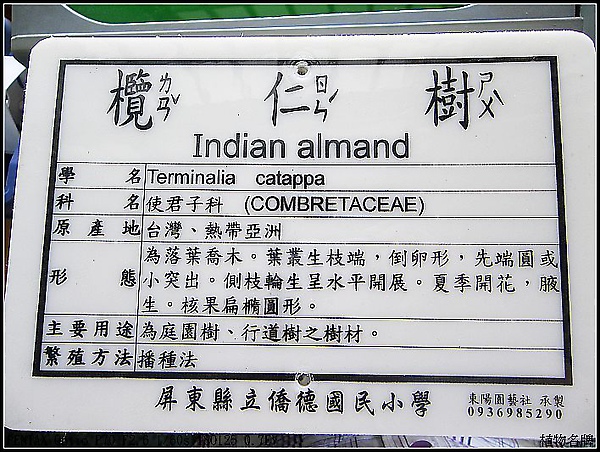 欖ㄌㄢˇ 仁ㄖㄣˊ 樹ㄕㄨˋ
Indian almand
學名 Terminalia catappa
科名 使君子科 (COMBRETACEAE)
原產地 台灣、熱帶亞洲
形態 為落葉喬木。葉叢生枝端，倒卵形，先端圓或
小突出。側枝輪生呈水平開展。夏季開花，腋
生。核果扁橢圓形。
主要用途 為庭園樹、行道樹之樹材。
繁殖方法 播種法
屏東縣立僑德國民小學
東陽園藝社 承製
0936985290
植物名牌